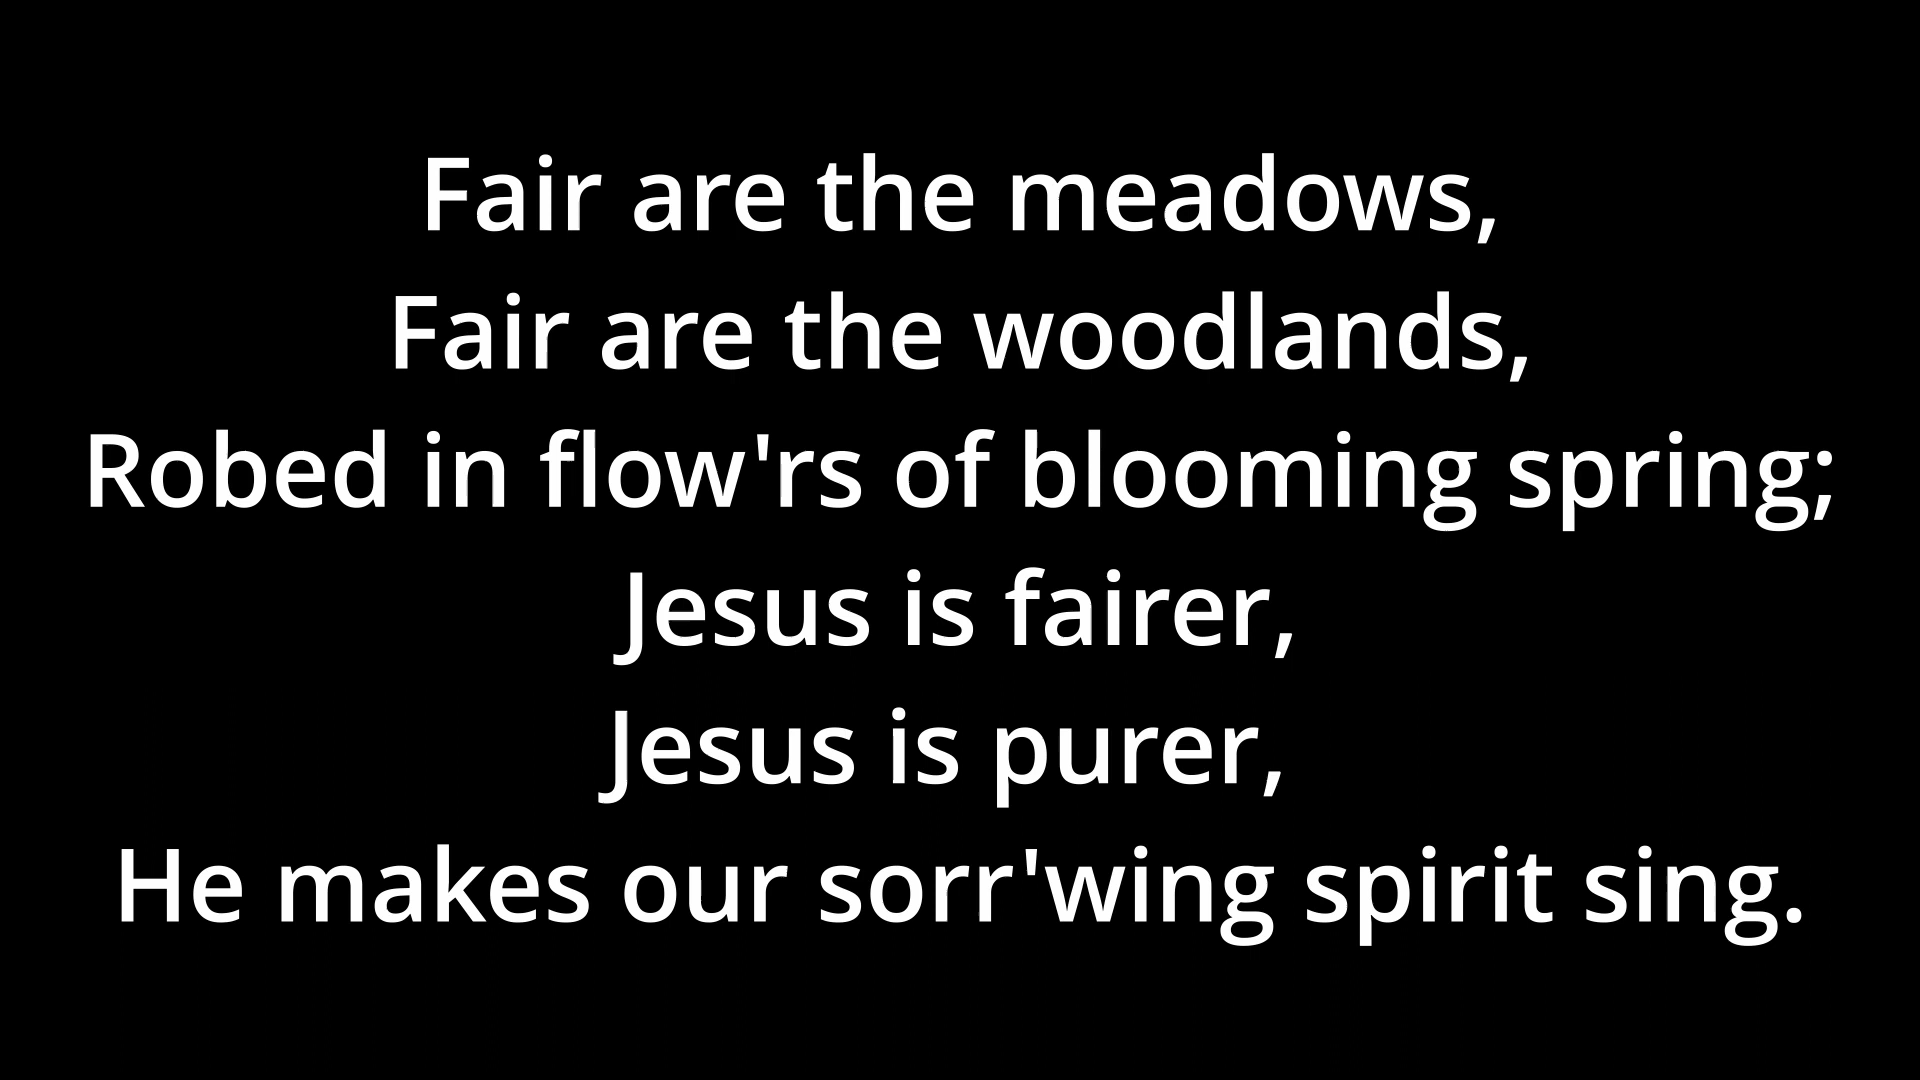 Fair are the meadows,
Fair are the woodlands,
Robed in flow'rs of blooming spring;
Jesus is fairer,
Jesus is purer,
He makes our sorr'wing spirit sing.